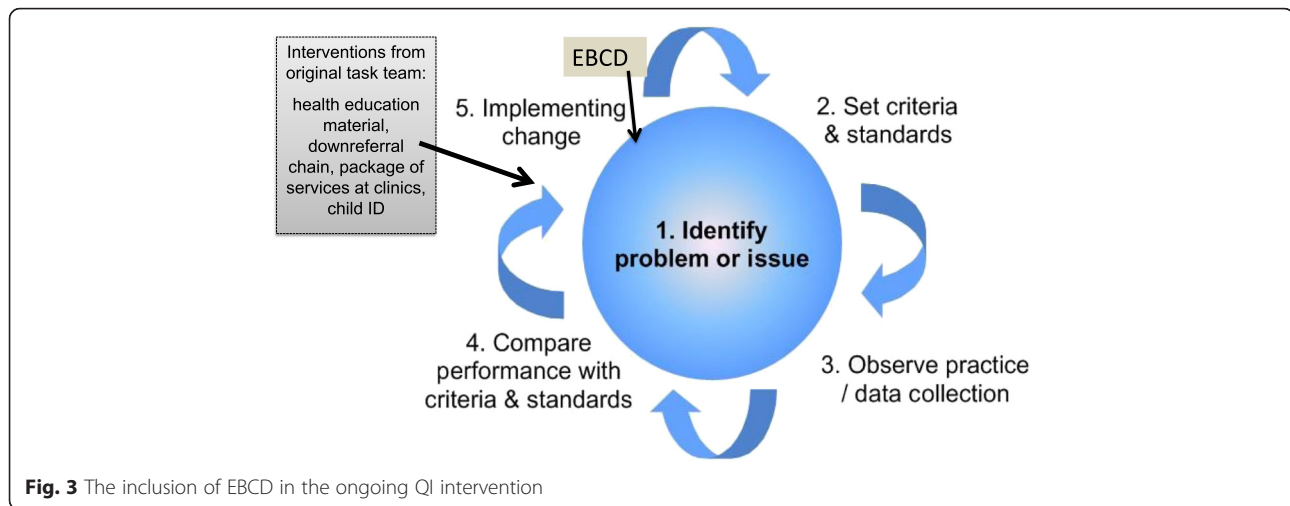 Interventions from
original task team:
health education
material,
downreferral
chain, package of
services at clinics,
child ID
EBCD
5. Implementing
change
2. Set criteria
& standards
1. Identify
problem or issue
4. Compare
performance with
criteria & standards
3. Observe practice
/ data collection
Fig. 3 The inclusion of EBCD in the ongoing QI intervention